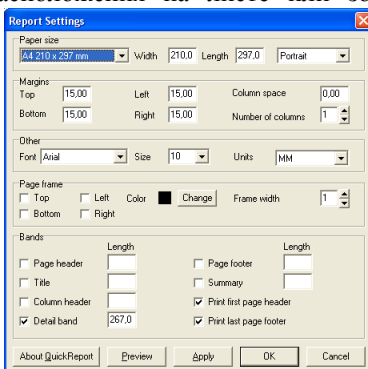 Report Settings
Paper size
A4 210 x 297 mm Width 210,0 Length 297,0 Portrait
Margins
Top 15,00 Left 15,00 Column space 0,00
Bottom 15,00 Right 15,00 Number of columns 1
Other
Font Arial Size 10 Units MM
Page frame
Top Left Color Change Frame width 1
Bottom Right
Bands
Length Length
Page header Page footer
Title Summary
Column header Print first page header
Detail band 267,0 Print last page footer
About QuickReport Preview Apply OK Cancel